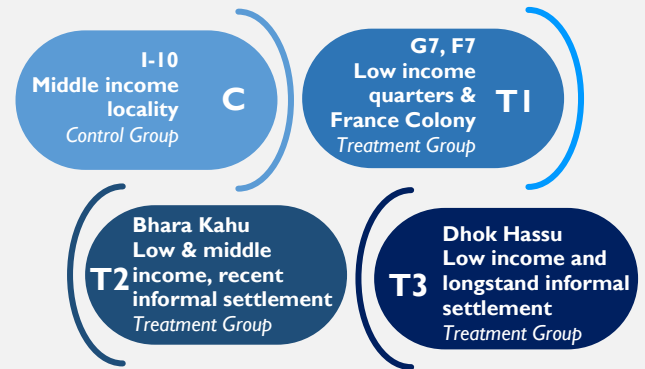 I-10
Middle income
locality
Control Group
C
G7, F7
Low income
quarters &
France Colony
Treatment Group
T1
T2
Bhara Kahu
Low & middle
income, recent
informal settlement
Treatment Group
T3
Dhok Hassu
Low income and
longstand informal
settlement
Treatment Group